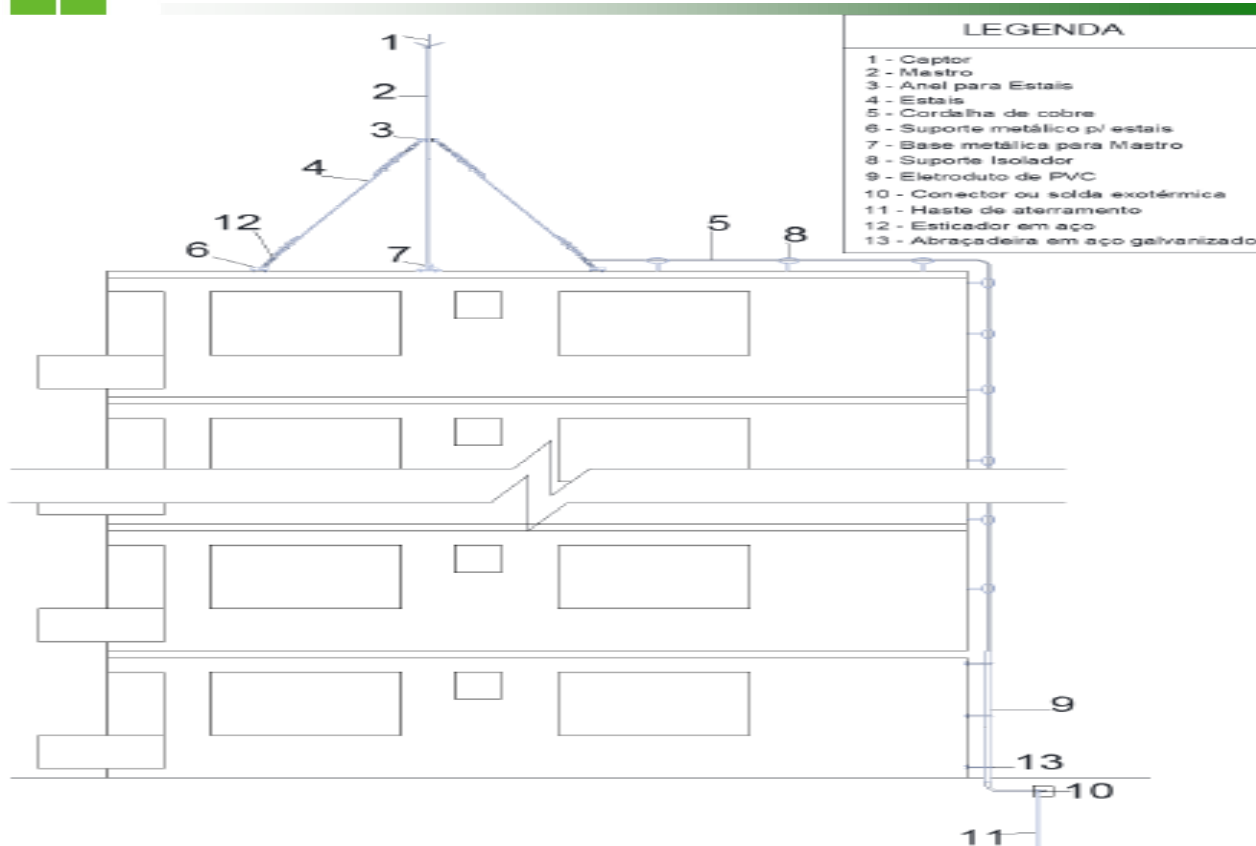 LEGENDA
1 - Captor
2 - Mastro
3 - Anel para Estais
4 - Estais
5 - Cordalha de cobre
6 - Suporte metálico p/ estais
7 - Base metálica para Mastro
8 - Suporte Isolador
9 - Eletroduto de PVC
10 - Conector ou solda exotérmica
11 - Haste de aterramento
12 - Esticador em aço
13 - Abraçadeira em aço galvanizado
1
2
3
4
12
6
7
5
8
9
13
10
11